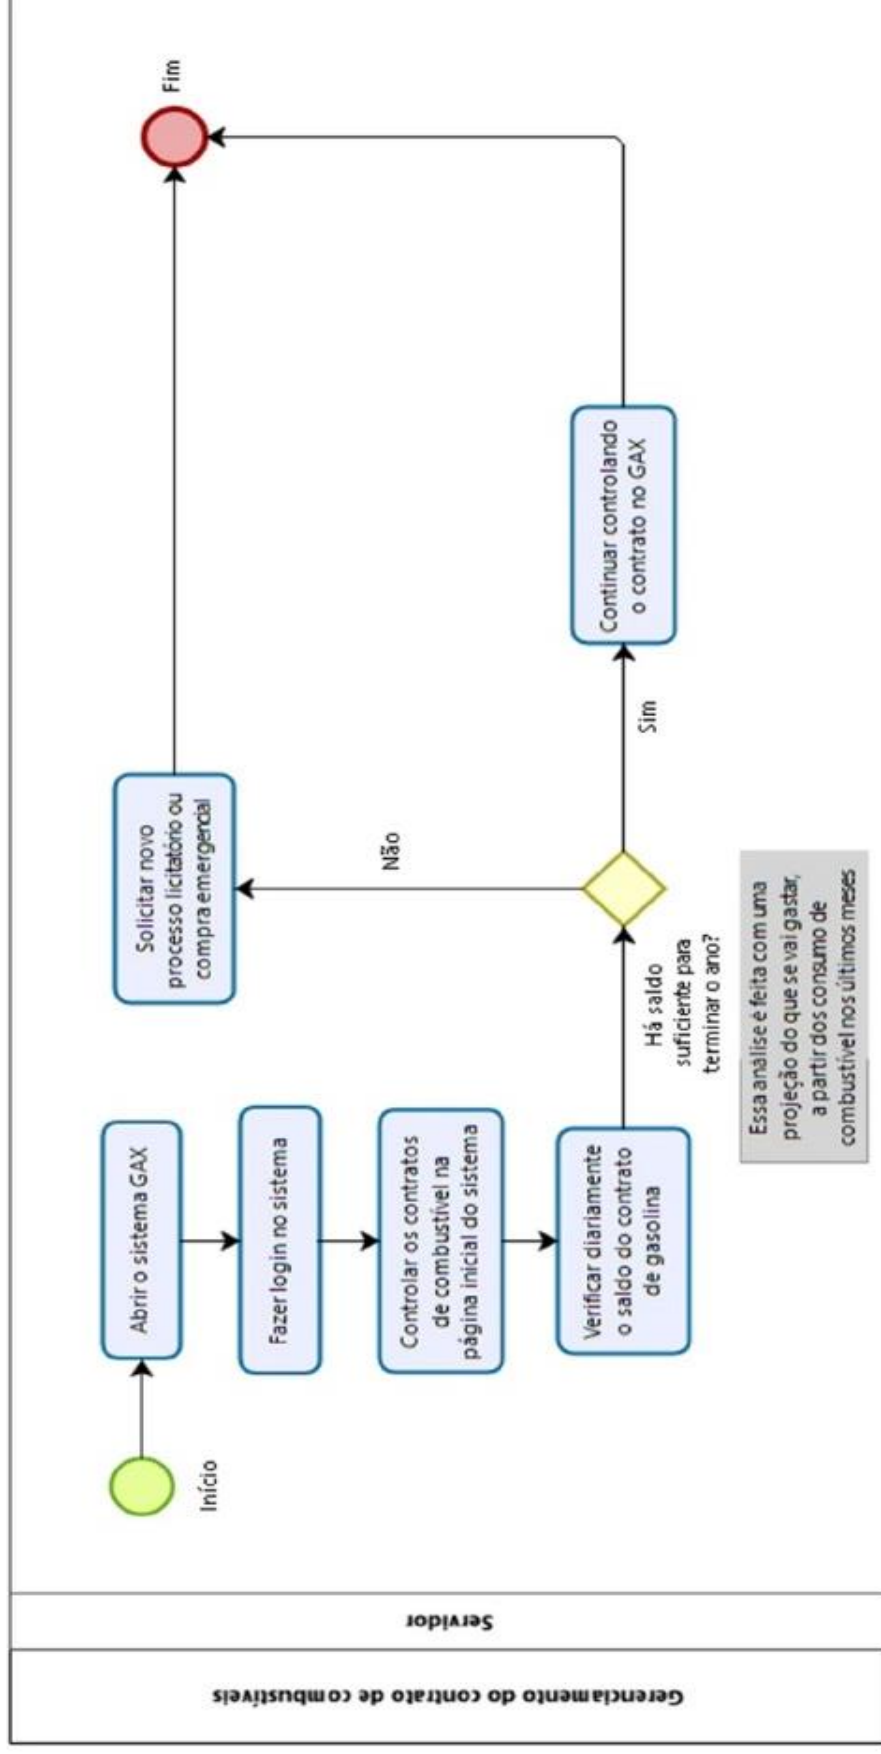 Gerenciamento do contrato de combustíveis
Servidor
Início
Abrir o sistema GAX
Fazer login no sistema
Controlar os contratos
de combustível na
página inicial do sistema
Verificar diariamente
o saldo do contrato
de gasolina
Há saldo
suficiente para
terminar o ano?
Essa análise é feita com uma
projeção do que se vai gastar,
a partir dos consumo de
combustível nos últimos meses
Não
Solicitar novo
processo licitatório ou
compra emergencial
Sim
Continuar controlando
o contrato no GAX
Fim